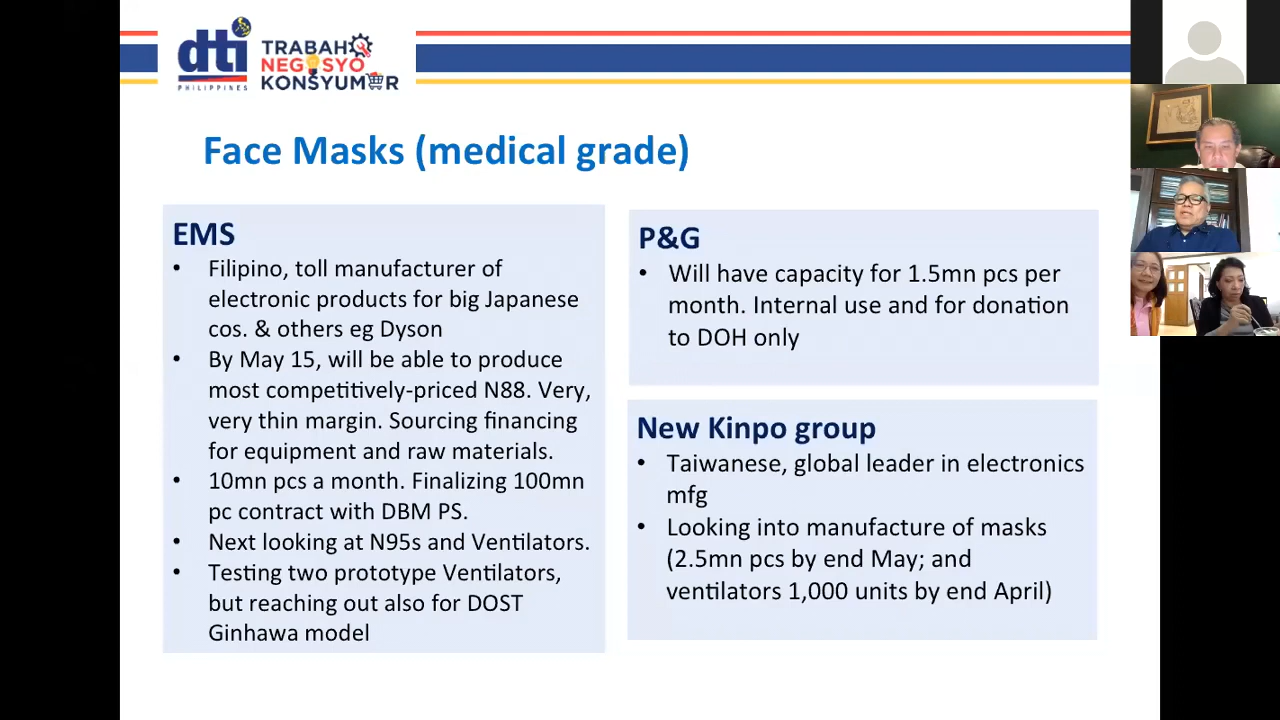 dti
PHILIPPINES
TRABAHO
NEGOSYO
KONSYUMER
Face Masks (medical grade)
EMS
• Filipino, toll manufacturer of
electronic products for big Japanese
cos. & others eg Dyson
• By May 15, will be able to produce
most competitively-priced N88. Very,
very thin margin. Sourcing financing
for equipment and raw materials.
• 10mn pcs a month. Finalizing 100mn
pc contract with DBM PS.
• Next looking at N95s and Ventilators.
• Testing two prototype Ventilators,
but reaching out also for DOST
Ginhawa model
P&G
• Will have capacity for 1.5mn pcs per
month. Internal use and for donation
to DOH only
New Kinpo group
• Taiwanese, global leader in electronics
mfg
• Looking into manufacture of masks
(2.5mn pcs by end May; and
ventilators 1,000 units by end April)